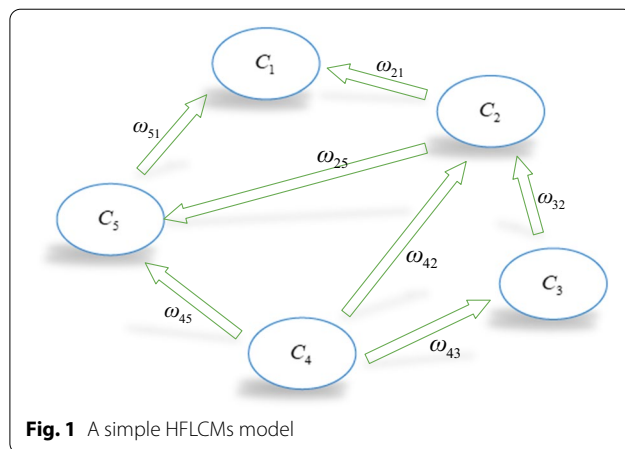 C₁
ω₂₁
C₂
ω₅₁
ω₂₅
ω₃₂
C₅
ω₄₂
C₃
ω₄₅
C₄
ω₄₃
Fig. 1 A simple HFLCMs model